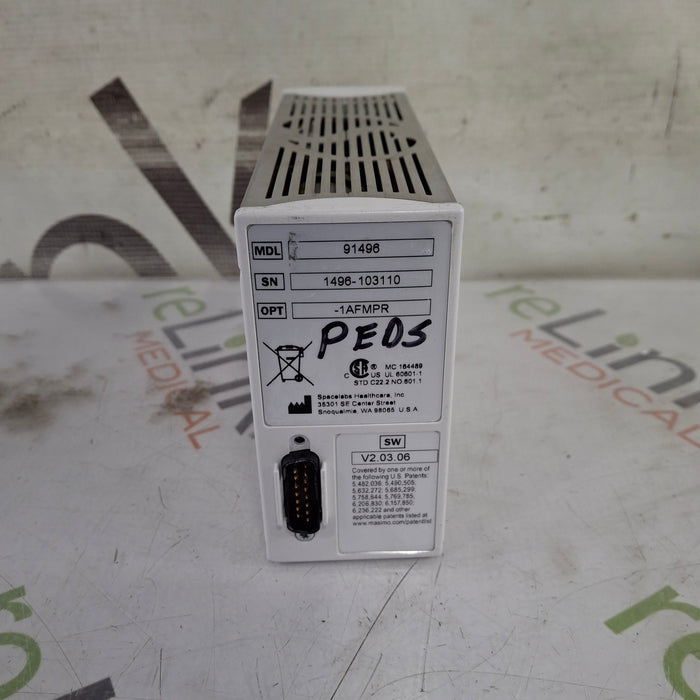 MDL 91496
SN 1496-103110
OPT -1AFMPR
PEDS
C US MC 164489
UL 60601-1
STD C22.2 NO.601.1
Spacelabs Healthcare, Inc
35301 SE Center Street
Snoqualmie, WA 98065 U.S.A.
SW
V2.03.06
Covered by one or more of
the following U.S. Patents:
5,482,036; 5,490,505;
5,632,272; 5,685,299;
5,758,644; 5,769,785;
6,206,830; 6,157,850;
6,236,222 and other
applicable patents listed at
www.masimo.com/patentlist
reLink
MEDICAL
reLink
MEDICAL